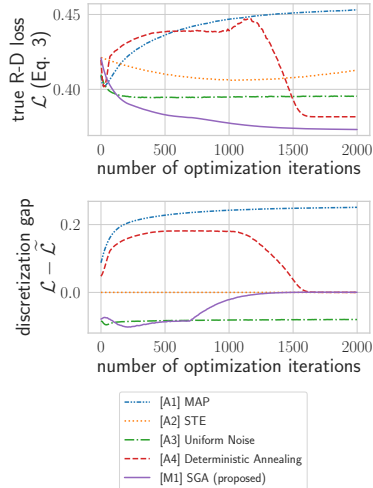 true R-D loss
ℒ (Eq. 3)
0.45
0.40
0
500
1000
1500
2000
number of optimization iterations
discretization gap
ℒ − ℒ̃
0.2
0.0
0
500
1000
1500
2000
number of optimization iterations
[A1] MAP
[A2] STE
[A3] Uniform Noise
[A4] Deterministic Annealing
[M1] SGA (proposed)